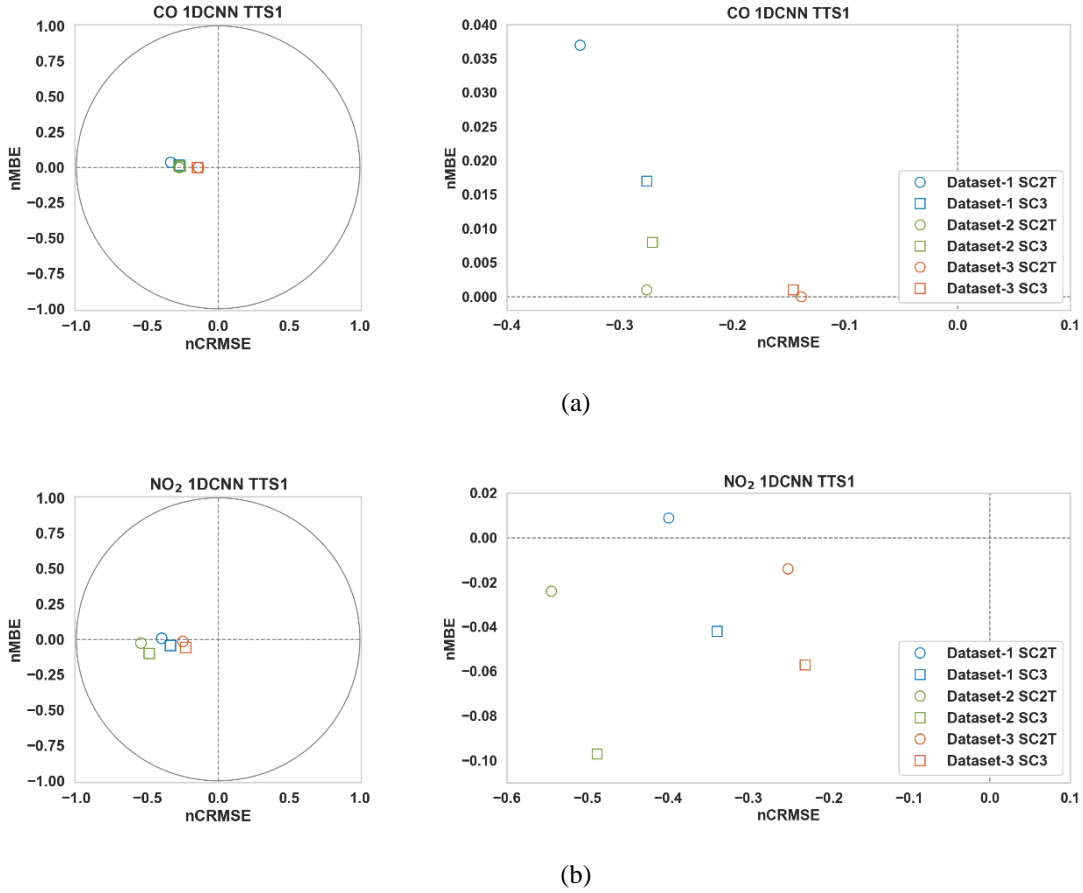 CO 1DCNN TTS1
1.00
0.75
0.50
0.25
0.00
−0.25
−0.50
−0.75
−1.00
nMBE
−1.0 −0.5 0.0 0.5 1.0
nCRMSE
CO 1DCNN TTS1
0.040
0.035
0.030
0.025
0.020
0.015
0.010
0.005
0.000
nMBE
Dataset-1 SC2T
Dataset-1 SC3
Dataset-2 SC2T
Dataset-2 SC3
Dataset-3 SC2T
Dataset-3 SC3
−0.4 −0.3 −0.2 −0.1 0.0 0.1
nCRMSE
(a)
NO₂ 1DCNN TTS1
1.00
0.75
0.50
0.25
0.00
−0.25
−0.50
−0.75
−1.00
nMBE
−1.0 −0.5 0.0 0.5 1.0
nCRMSE
NO₂ 1DCNN TTS1
0.02
0.00
−0.02
−0.04
−0.06
−0.08
−0.10
nMBE
Dataset-1 SC2T
Dataset-1 SC3
Dataset-2 SC2T
Dataset-2 SC3
Dataset-3 SC2T
Dataset-3 SC3
−0.6 −0.5 −0.4 −0.3 −0.2 −0.1 0.0 0.1
nCRMSE
(b)